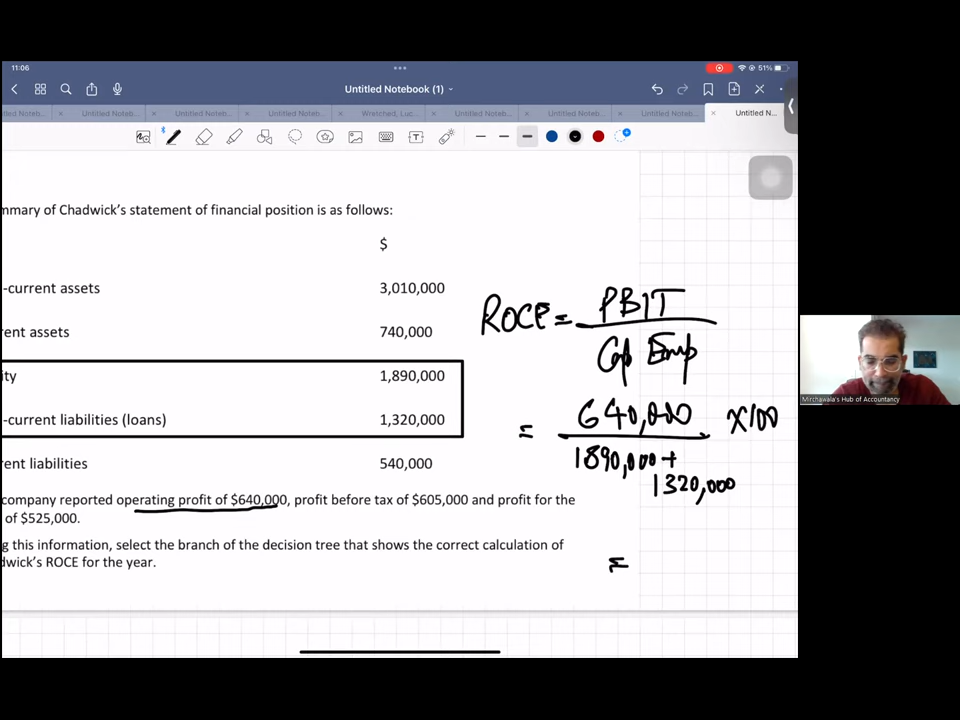 11:06
51%
Untitled Notebook (1)
Untitled Noteb...
Untitled Noteb...
Untitled Noteb...
Wretched, Luc...
Untitled Noteb...
Untitled Noteb...
Untitled Noteb...
Untitled N...
mmary of Chadwick's statement of financial position is as follows:
$
-current assets 3,010,000
rent assets 740,000
ity 1,890,000
-current liabilities (loans) 1,320,000
rent liabilities 540,000
company reported operating profit of $640,000, profit before tax of $605,000 and profit for the
of $525,000.
g this information, select the branch of the decision tree that shows the correct calculation of
dwick's ROCE for the year.
ROCE = PBIT
Cap Emp
= 640,000 X100
1890,000 +
1320,000
=
Mirchawala's Hub of Accountancy